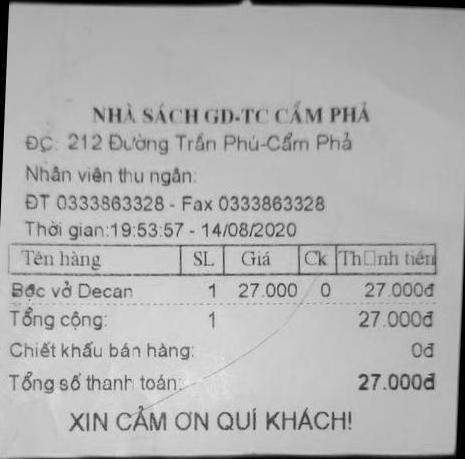 NHÀ SÁCH GD-TC CẨM PHẢ
ĐC: 212 Đường Trần Phú-Cẩm Phả
Nhân viên thu ngân:
ĐT 0333863328 - Fax 0333863328
Thời gian:19:53:57 - 14/08/2020
Tên hàng SL Giá Ck Th□nh tiền
Bọc vở Decan 1 27.000 0 27.000đ
Tổng cộng: 1 27.000đ
Chiết khấu bán hàng: 0đ
Tổng số thanh toán: 27.000đ
XIN CẢM ƠN QUÍ KHÁCH!